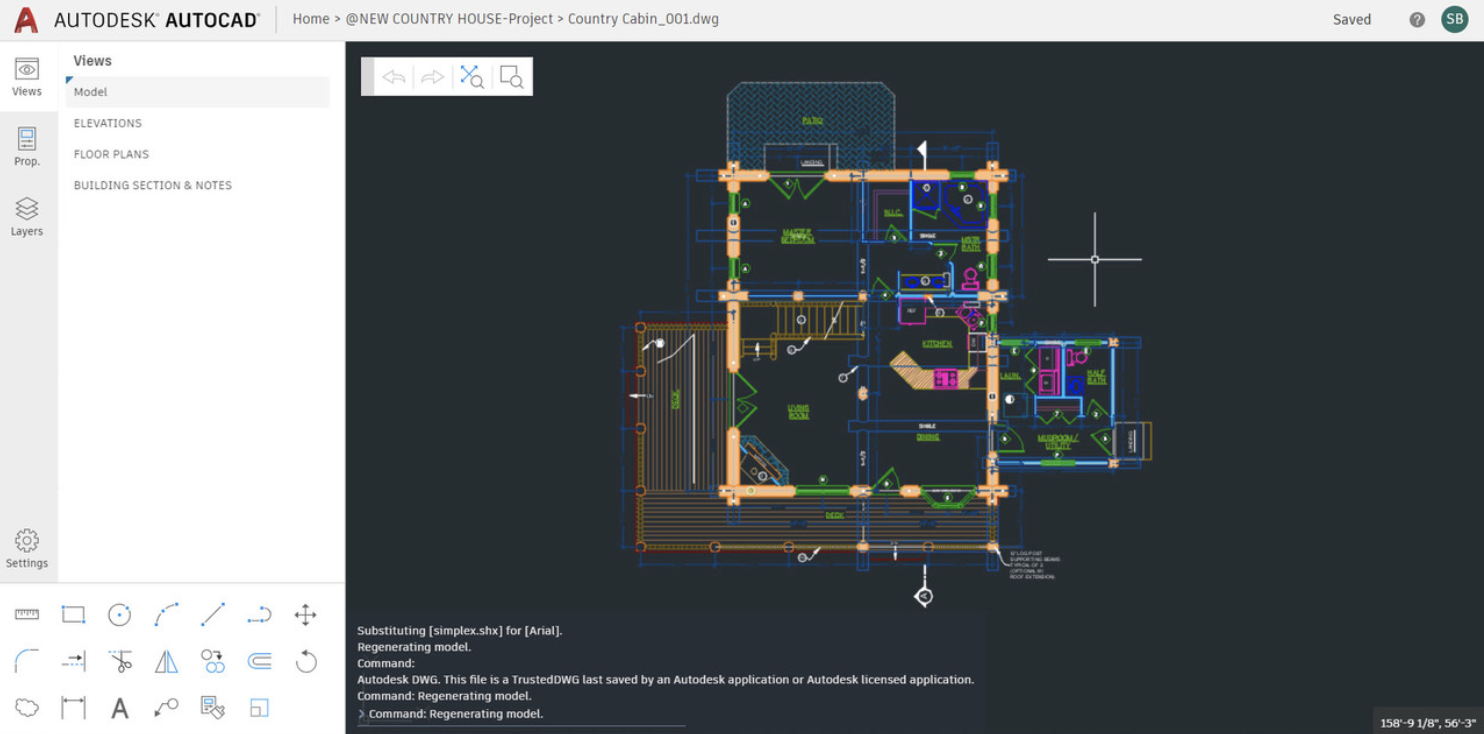 AUTODESK® AUTOCAD®
Home > @NEW COUNTRY HOUSE-Project > Country Cabin_001.dwg
Saved
?
SB
Views
Prop.
Layers
Settings
Views
Model
ELEVATIONS
FLOOR PLANS
BUILDING SECTION & NOTES
PATIO
LANDING
MASTER
BEDROOM
W.I.C.
MSTR
BATH
KITCHEN
LIVING
ROOM
DINING
DECK
DECK
LAUN.
HALF
BATH
MUDROOM/
UTILITY
LANDING
A
Substituting [simplex.shx] for [Arial].
Regenerating model.
Command:
Autodesk DWG. This file is a TrustedDWG last saved by an Autodesk application or Autodesk licensed application.
Command: Regenerating model.
Command: Regenerating model.
158'-9 1/8", 56'-3"